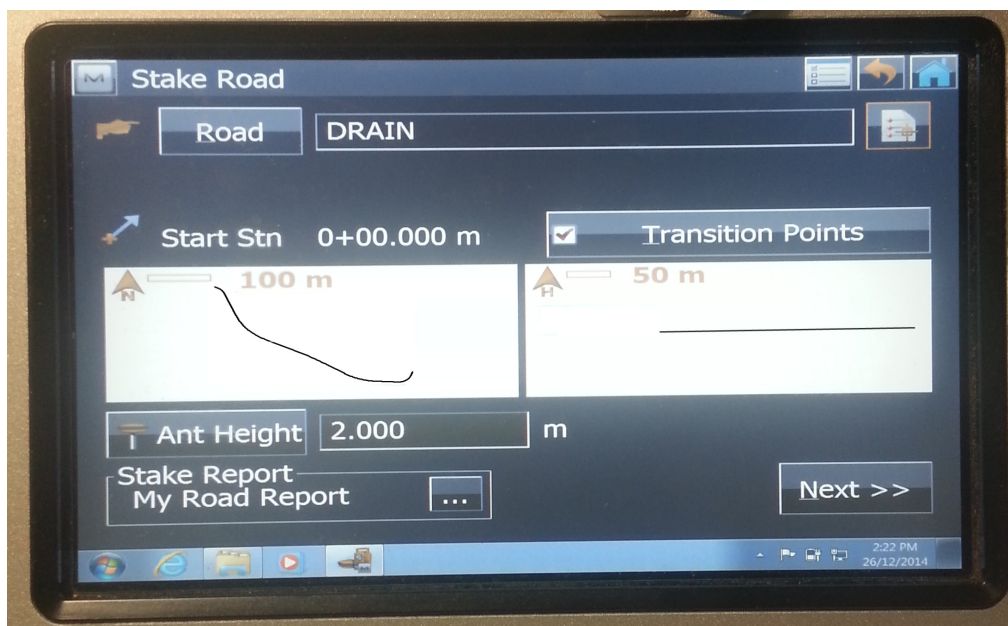 M Stake Road
Road DRAIN
Start Stn 0+00.000 m Transition Points
N 100 m H 50 m
Ant Height 2.000 m
Stake Report
My Road Report ... Next >>
2:22 PM
26/12/2014